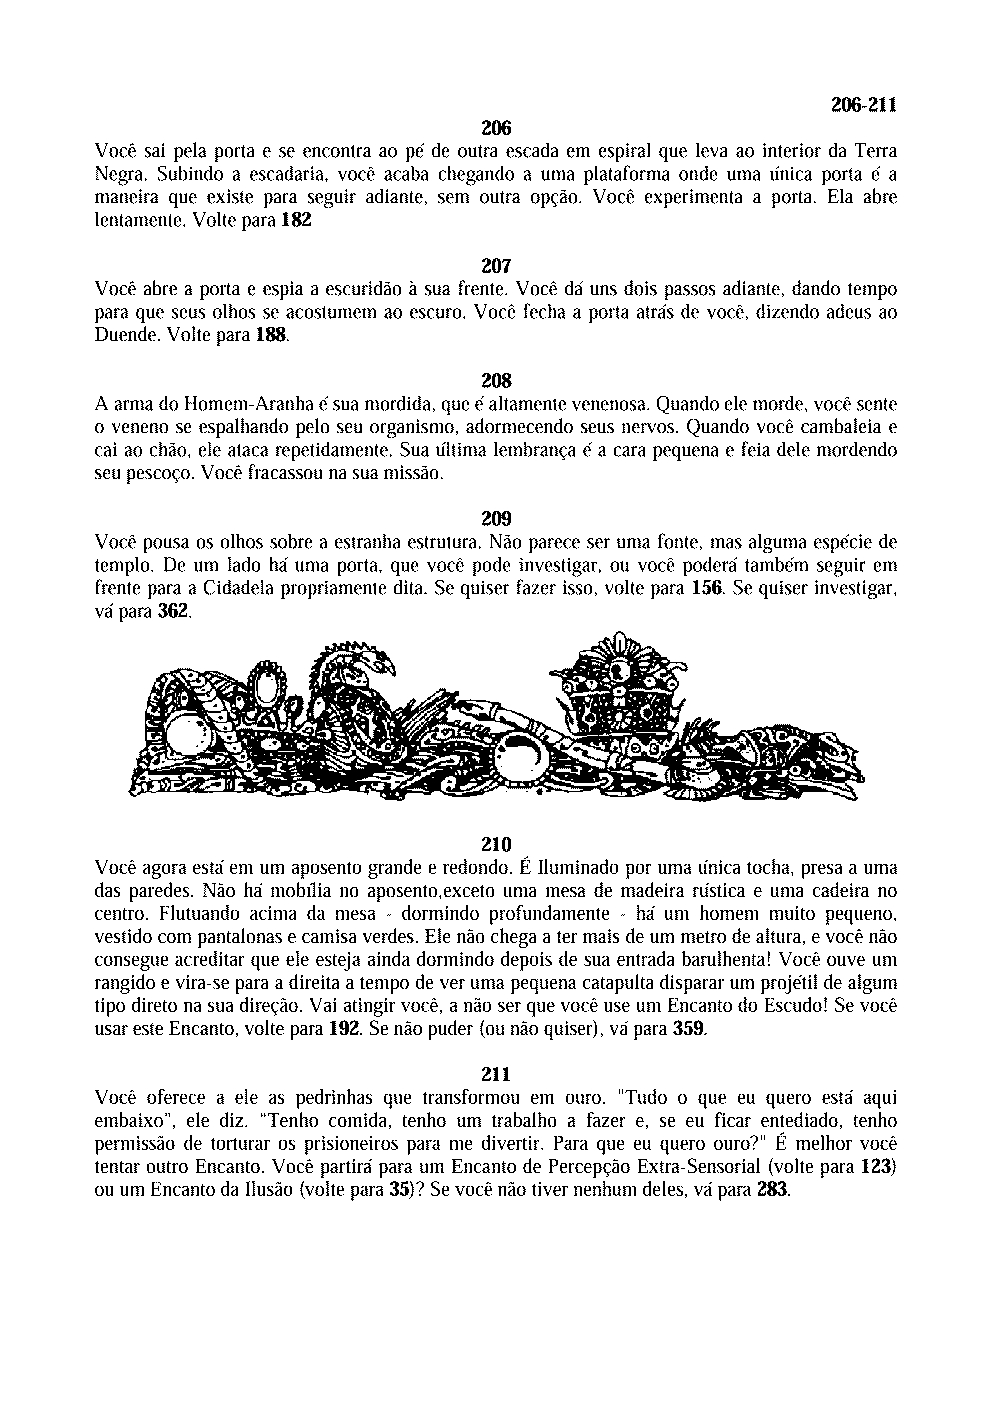 206-211
206
Você sai pela porta e se encontra ao pé de outra escada em espiral que leva ao interior da Terra
Negra. Subindo a escadaria, você acaba chegando a uma plataforma onde uma única porta é a
maneira que existe para seguir adiante, sem outra opção. Você experimenta a porta. Ela abre
lentamente. Volte para 182
207
Você abre a porta e espia a escuridão à sua frente. Você dá uns dois passos adiante, dando tempo
para que seus olhos se acostumem ao escuro. Você fecha a porta atrás de você, dizendo adeus ao
Duende. Volte para 188.
208
A arma do Homem-Aranha é sua mordida, que é altamente venenosa. Quando ele morde, você sente
o veneno se espalhando pelo seu organismo, adormecendo seus nervos. Quando você cambaleia e
cai ao chão, ele ataca repetidamente. Sua última lembrança é a cara pequena e feia dele mordendo
seu pescoço. Você fracassou na sua missão.
209
Você pousa os olhos sobre a estranha estrutura. Não parece ser uma fonte, mas alguma espécie de
templo. De um lado há uma porta, que você pode investigar, ou você poderá também seguir em
frente para a Cidadela propriamente dita. Se quiser fazer isso, volte para 156. Se quiser investigar,
vá para 362.
210
Você agora está em um aposento grande e redondo. É Iluminado por uma única tocha, presa a uma
das paredes. Não há mobília no aposento,exceto uma mesa de madeira rústica e uma cadeira no
centro. Flutuando acima da mesa - dormindo profundamente - há um homem muito pequeno,
vestido com pantalonas e camisa verdes. Ele não chega a ter mais de um metro de altura, e você não
consegue acreditar que ele esteja ainda dormindo depois de sua entrada barulhenta! Você ouve um
rangido e vira-se para a direita a tempo de ver uma pequena catapulta disparar um projétil de algum
tipo direto na sua direção. Vai atingir você, a não ser que você use um Encanto do Escudo! Se você
usar este Encanto, volte para 192. Se não puder (ou não quiser), vá para 359.
211
Você oferece a ele as pedrinhas que transformou em ouro. "Tudo o que eu quero está aqui
embaixo", ele diz. "Tenho comida, tenho um trabalho a fazer e, se eu ficar entediado, tenho
permissão de torturar os prisioneiros para me divertir. Para que eu quero ouro?" É melhor você
tentar outro Encanto. Você partirá para um Encanto de Percepção Extra-Sensorial (volte para 123)
ou um Encanto da Ilusão (volte para 35)? Se você não tiver nenhum deles, vá para 283.